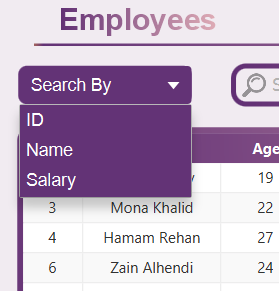 Employees
Search By
ID
Name
Salary
Age
19
3 Mona Khalid 22
4 Hamam Rehan 27
6 Zain Alhendi 24